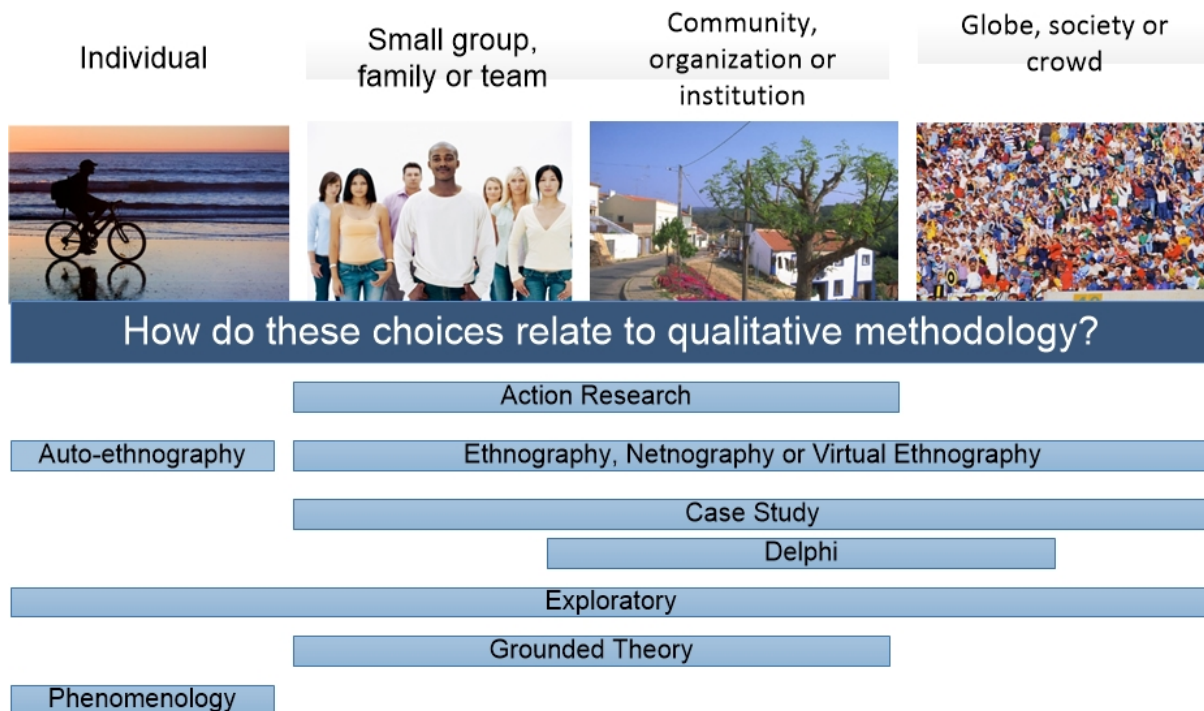 Individual
Small group,
family or team
Community,
organization or
institution
Globe, society or
crowd
How do these choices relate to qualitative methodology?
Action Research
Auto-ethnography
Ethnography, Netnography or Virtual Ethnography
Case Study
Delphi
Exploratory
Grounded Theory
Phenomenology